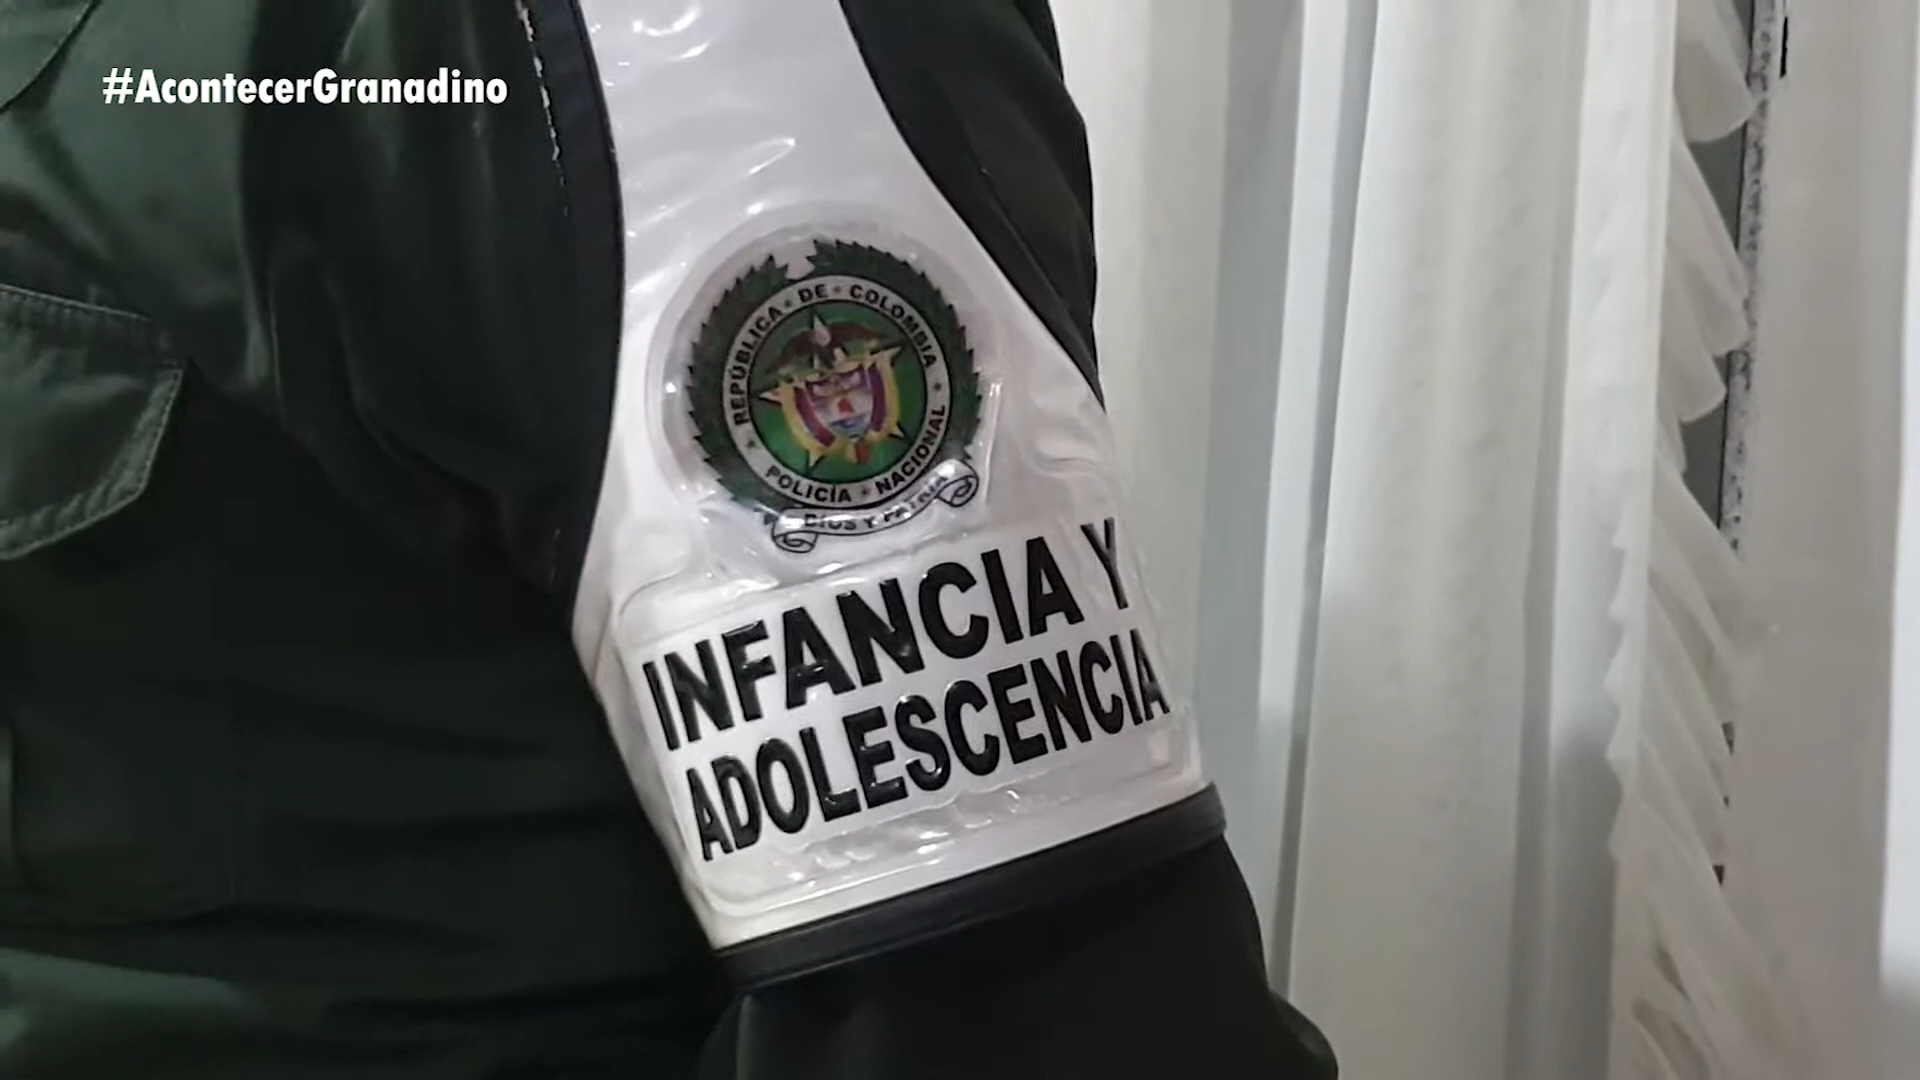 #AcontecerGranadino
REPÚBLICA DE COLOMBIA
POLICÍA NACIONAL
DIOS Y PATRIA
INFANCIA Y
ADOLESCENCIA